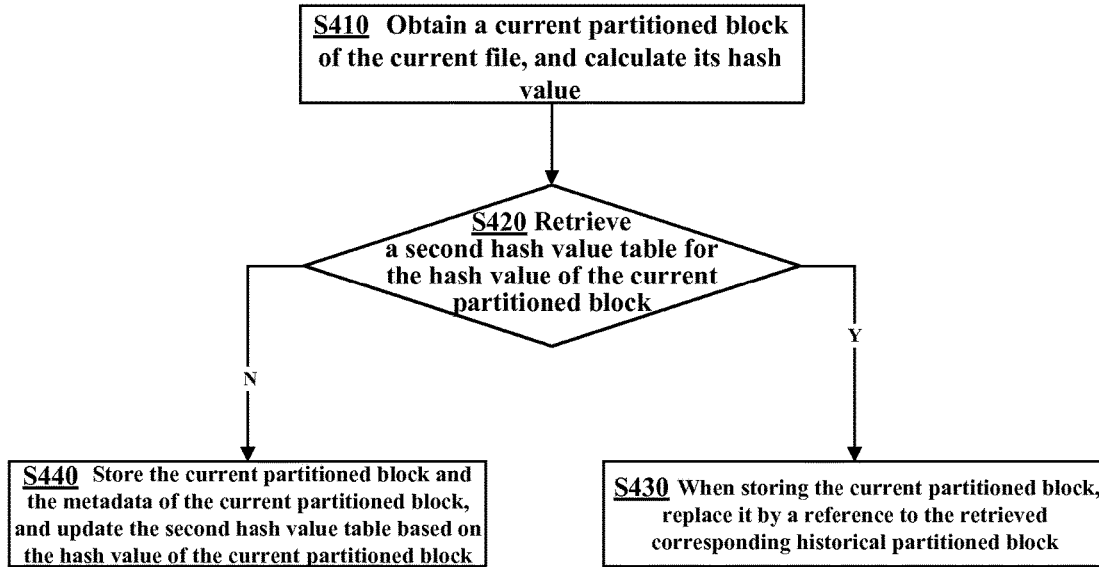 S410 Obtain a current partitioned block
of the current file, and calculate its hash
value
S420 Retrieve
a second hash value table for
the hash value of the current
partitioned block
Y
N
S440 Store the current partitioned block and
the metadata of the current partitioned block,
and update the second hash value table based on
the hash value of the current partitioned block
S430 When storing the current partitioned block,
replace it by a reference to the retrieved
corresponding historical partitioned block